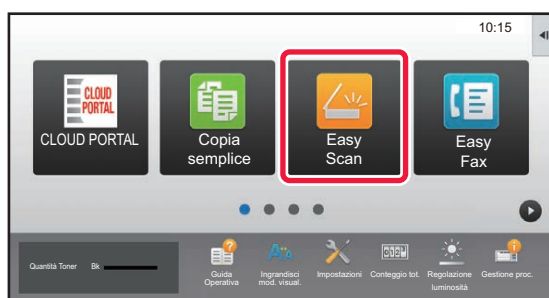 10:15
CLOUD
PORTAL
CLOUD PORTAL
Copia
semplice
Easy
Scan
Easy
Fax
Quantità Toner Bk
Guida
Operativa
Ingrandisci
mod. visual.
Impostazioni
Conteggio tot.
Regolazione
luminosità
Gestione proc.